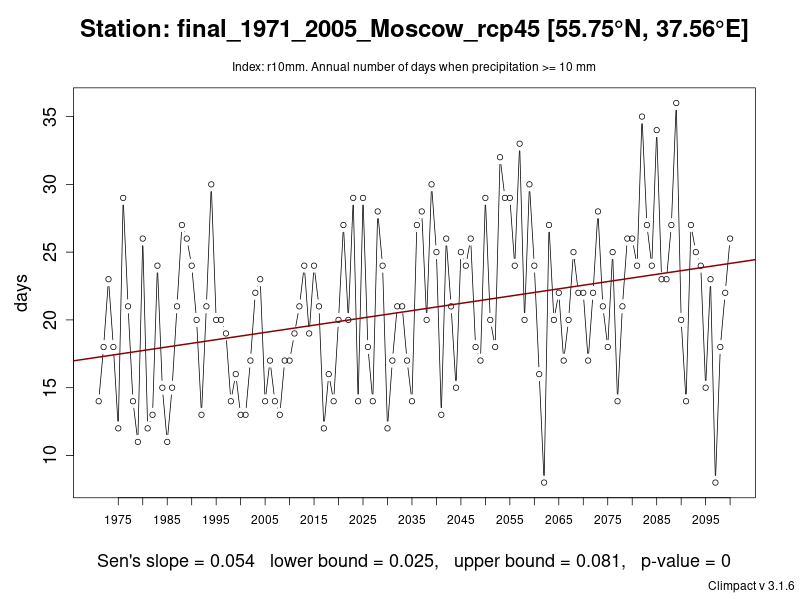 Station: final_1971_2005_Moscow_rcp45 [55.75°N, 37.56°E]
Index: r10mm. Annual number of days when precipitation >= 10 mm
35
30
25
20
15
10
days
1975 1985 1995 2005 2015 2025 2035 2045 2055 2065 2075 2085 2095
Sen's slope = 0.054 lower bound = 0.025, upper bound = 0.081, p-value = 0
Climpact v 3.1.6